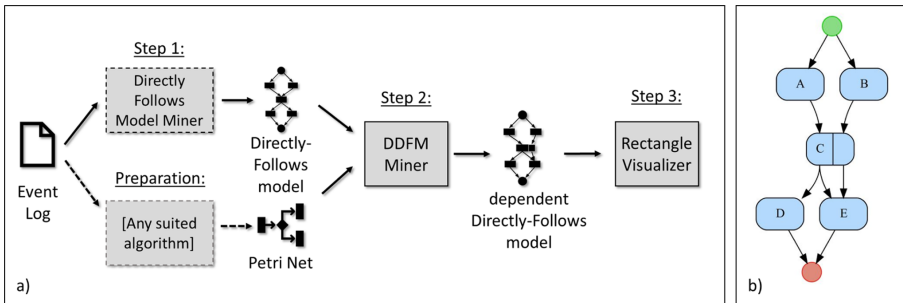 Step 1:
Directly
Follows
Model Miner
Event
Log
Directly-
Follows
model
Preparation:
[Any suited
algorithm]
Petri Net
Step 2:
DDFM
Miner
dependent
Directly-Follows
model
Step 3:
Rectangle
Visualizer
a)
A
B
C
D
E
b)